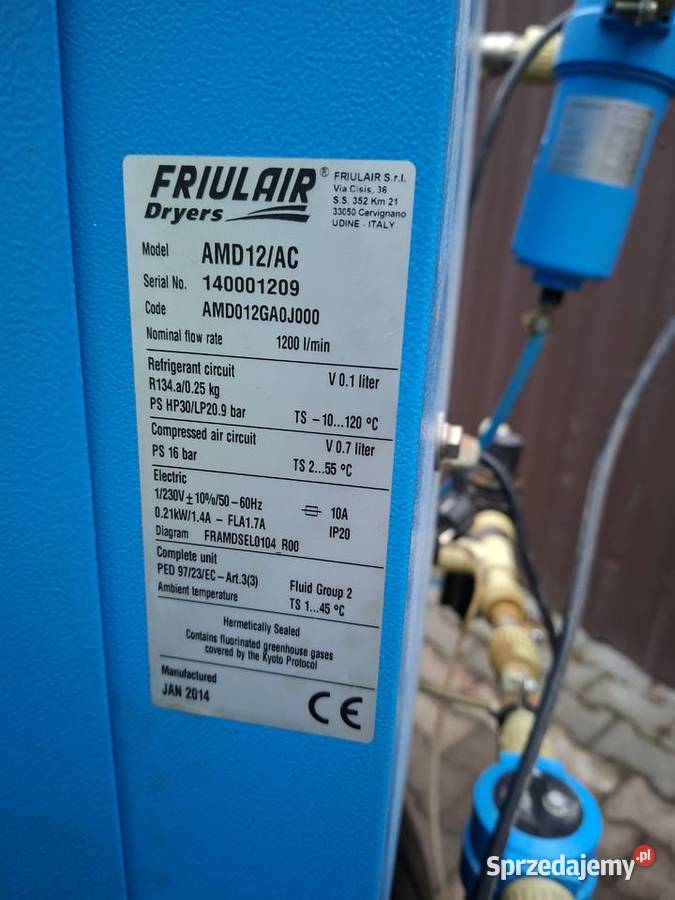 FRIULAIR®
Dryers
FRIULAIR S.r.l.
Via Cisis, 36
S.S. 352 Km 21
33050 Cervignano
UDINE - ITALY
Model AMD12/AC
Serial No. 140001209
Code AMD012GA0J000
Nominal flow rate 1200 l/min
Refrigerant circuit V 0.1 liter
R134.a/0.25 kg
PS HP30/LP20.9 bar TS -10...120 °C
Compressed air circuit V 0.7 liter
PS 16 bar TS 2...55 °C
Electric
1/230V±10%/50-60Hz 10A
0.21kW/1.4A - FLA1.7A IP20
Diagram FRAMDSEL0104_R00
Complete unit
PED 97/23/EC-Art.3(3) Fluid Group 2
Ambient temperature TS 1...45 °C
Hermetically Sealed
Contains fluorinated greenhouse gases
covered by the Kyoto Protocol
Manufactured
JAN 2014
CE
Sprzedajemy.pl